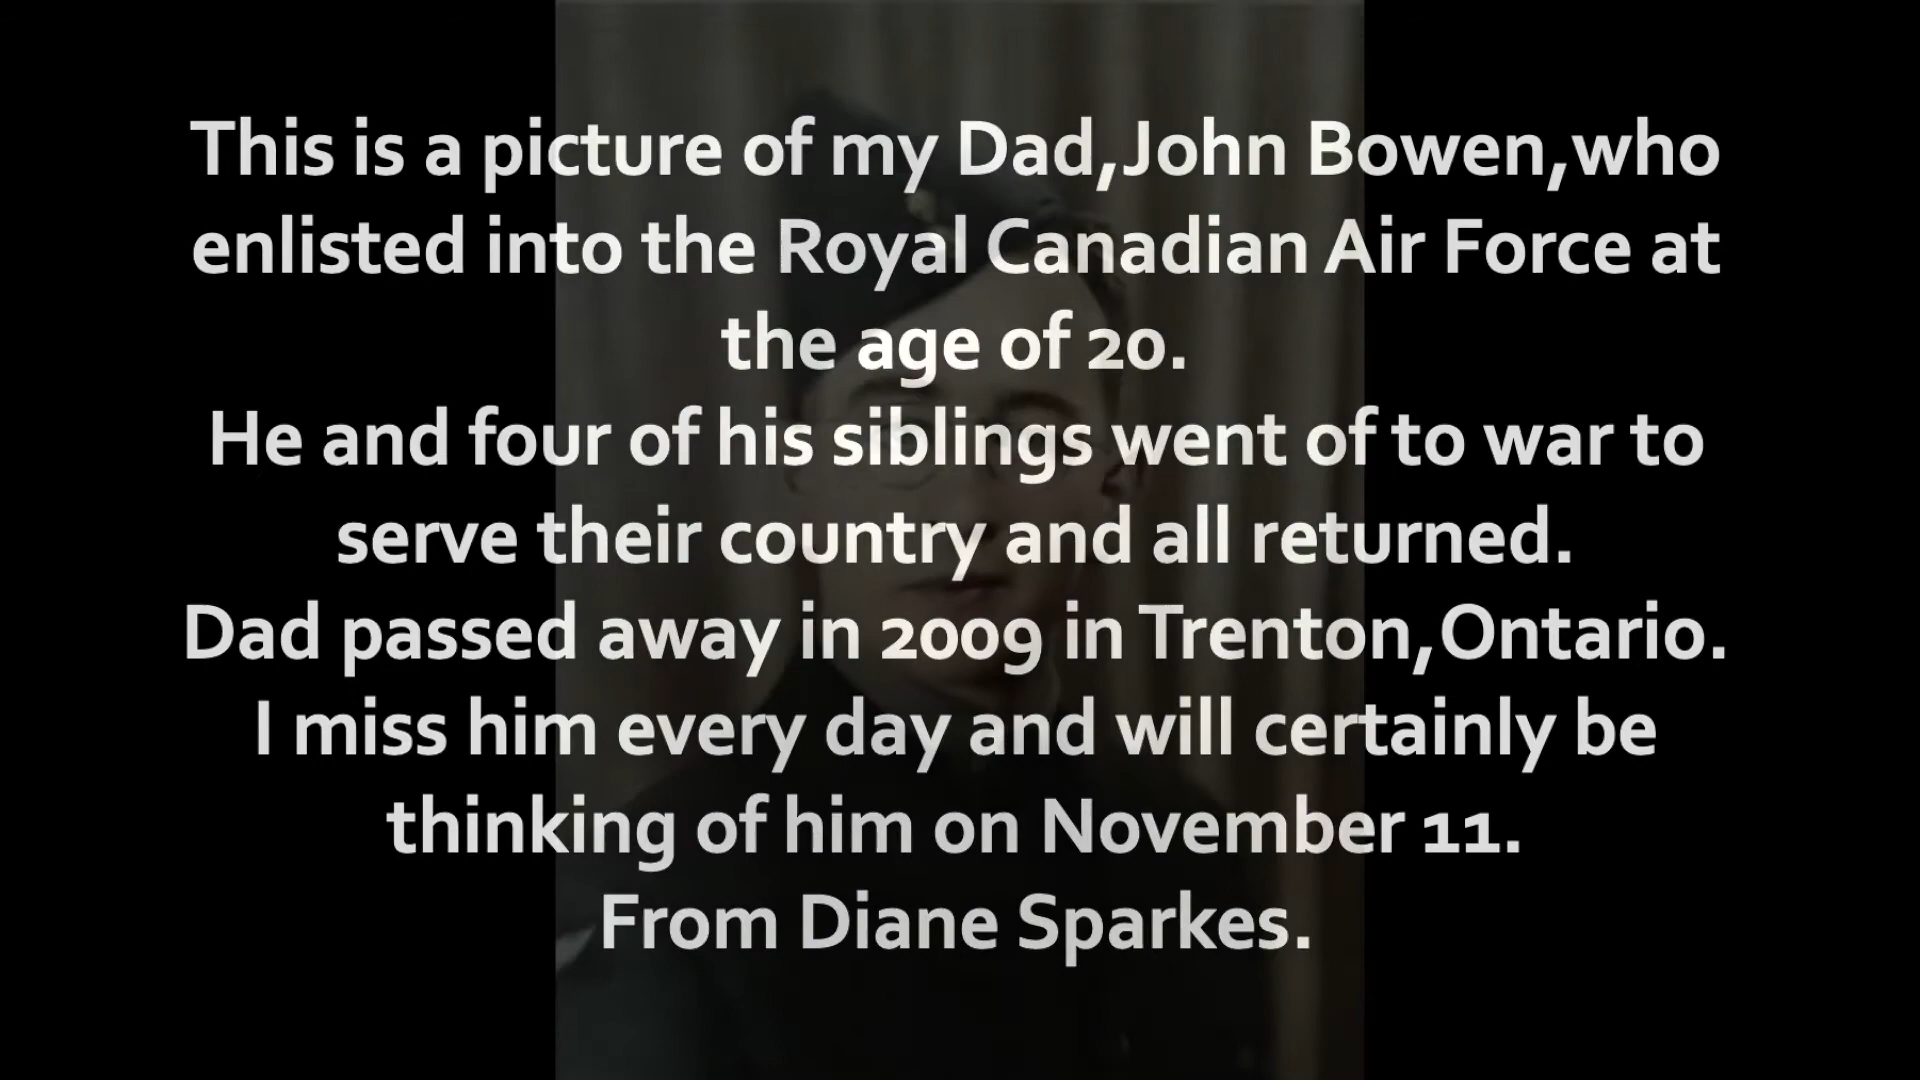 This is a picture of my Dad,John Bowen,who
enlisted into the Royal Canadian Air Force at
the age of 20.
He and four of his siblings went of to war to
serve their country and all returned.
Dad passed away in 2009 in Trenton,Ontario.
I miss him every day and will certainly be
thinking of him on November 11.
From Diane Sparkes.